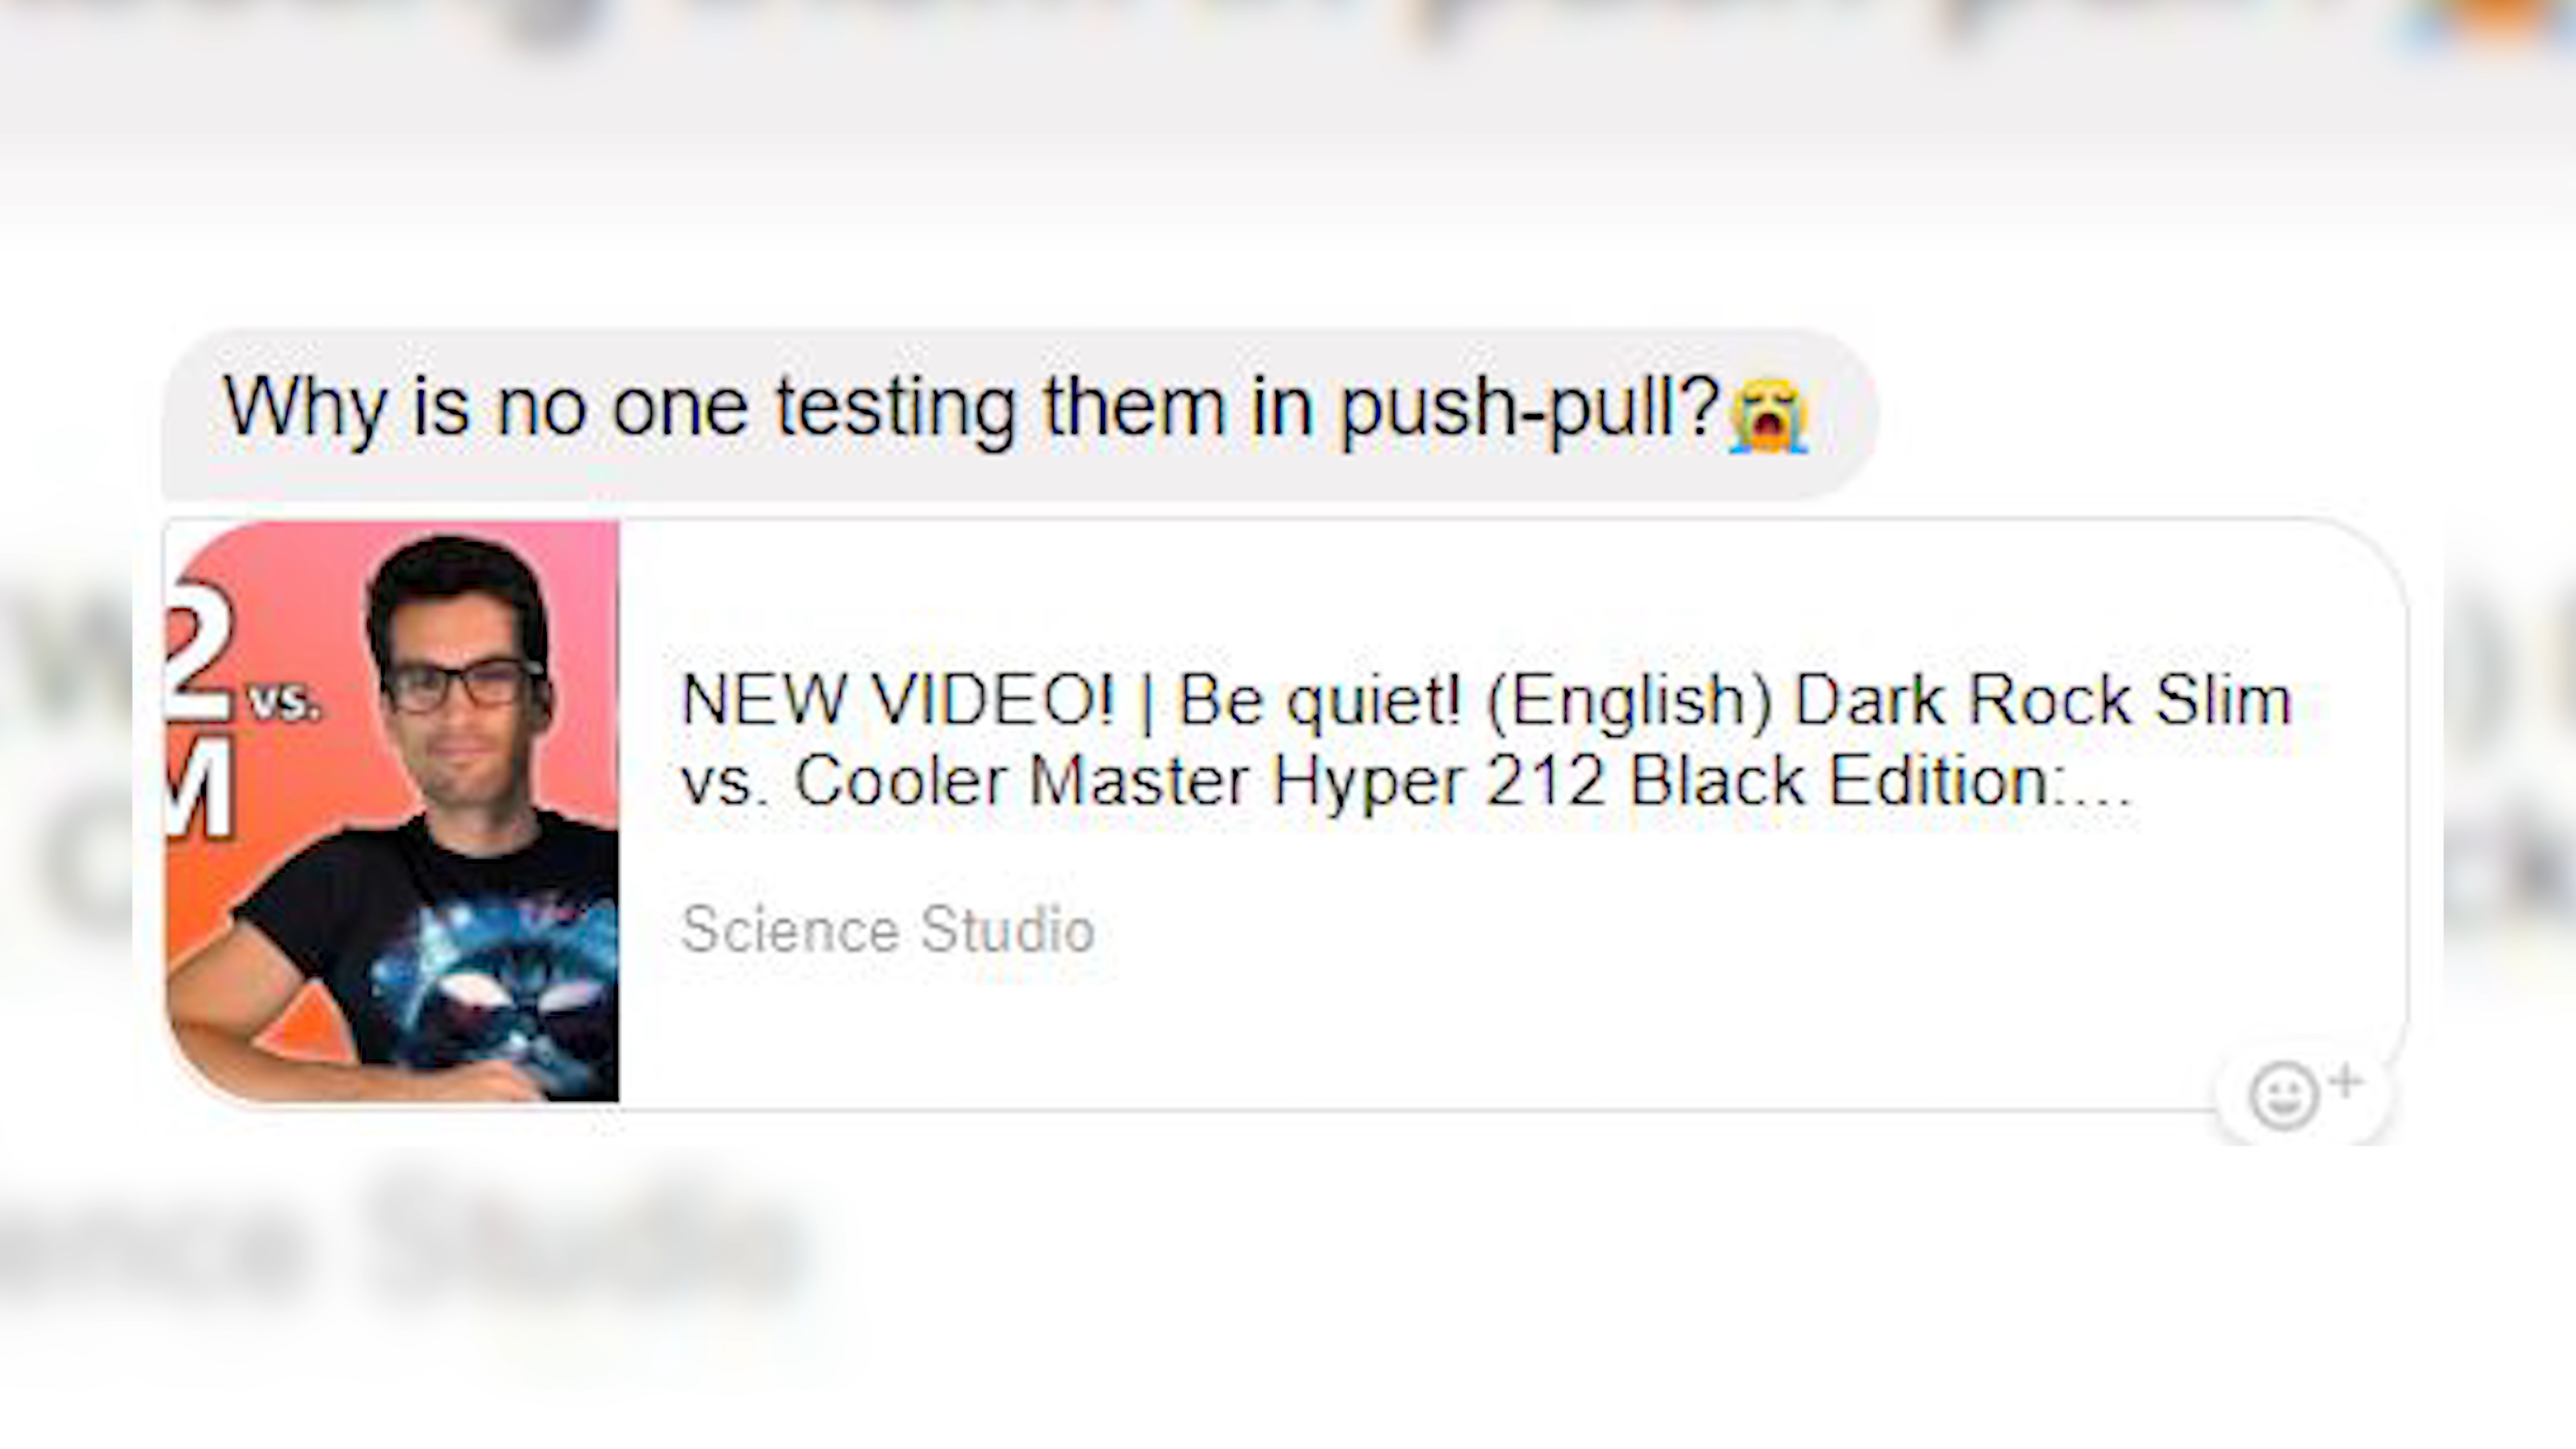 Why is no one testing them in push-pull?😭
2 vs.
M
NEW VIDEO! | Be quiet! (English) Dark Rock Slim
vs. Cooler Master Hyper 212 Black Edition:...
Science Studio